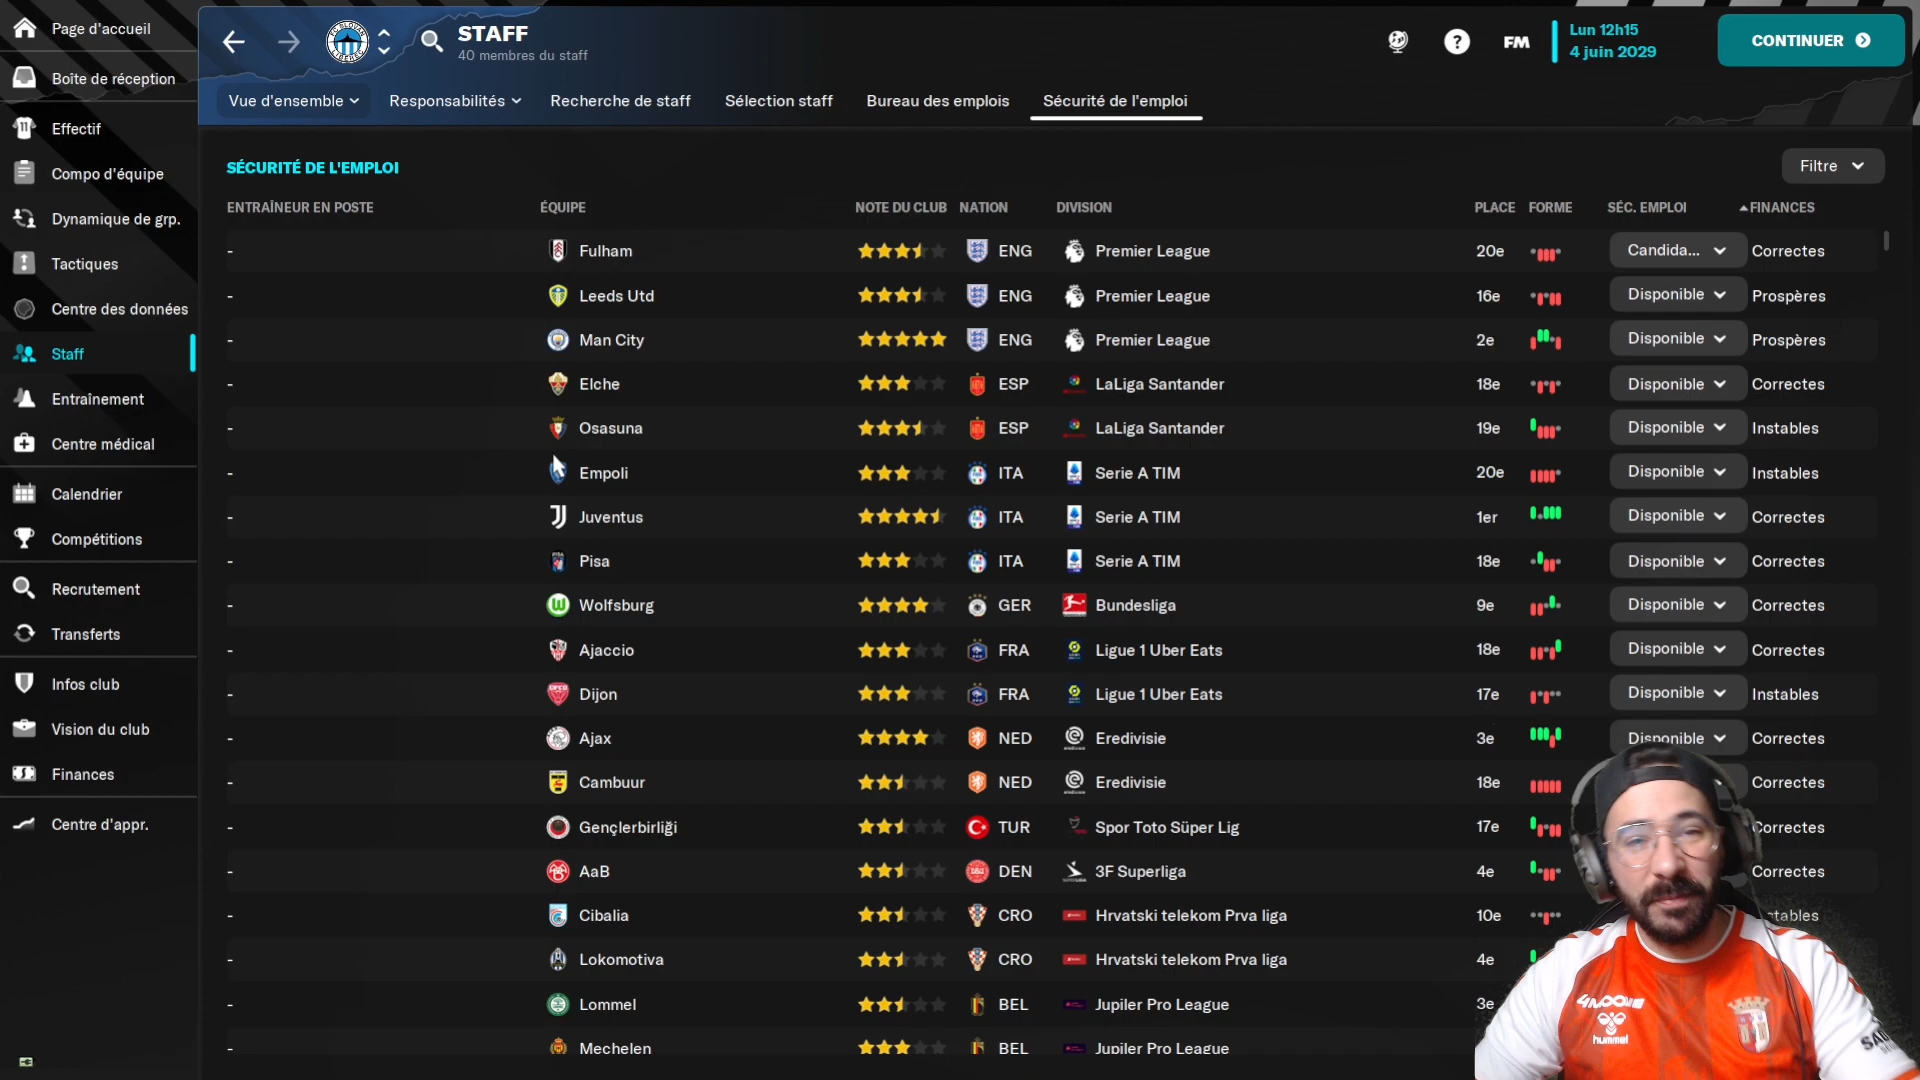 Page d'accueil
Boîte de réception
Effectif
Compo d'équipe
Dynamique de grp.
Tactiques
Centre des données
Staff
Entraînement
Centre médical
Calendrier
Compétitions
Recrutement
Transferts
Infos club
Vision du club
Finances
Centre d'appr.
STAFF
40 membres du staff
FM
Lun 12h15
4 juin 2029
CONTINUER
Vue d'ensemble Responsabilités Recherche de staff Sélection staff Bureau des emplois Sécurité de l'emploi
SÉCURITÉ DE L'EMPLOI
Filtre
ENTRAÎNEUR EN POSTE ÉQUIPE NOTE DU CLUB NATION DIVISION PLACE FORME SÉC. EMPLOI FINANCES
- Fulham ENG Premier League 20e Candida... Correctes
- Leeds Utd ENG Premier League 16e Disponible Prospères
- Man City ENG Premier League 2e Disponible Prospères
- Elche ESP LaLiga Santander 18e Disponible Correctes
- Osasuna ESP LaLiga Santander 19e Disponible Instables
- Empoli ITA Serie A TIM 20e Disponible Instables
- Juventus ITA Serie A TIM 1er Disponible Correctes
- Pisa ITA Serie A TIM 18e Disponible Correctes
- Wolfsburg GER Bundesliga 9e Disponible Correctes
- Ajaccio FRA Ligue 1 Uber Eats 18e Disponible Correctes
- Dijon FRA Ligue 1 Uber Eats 17e Disponible Instables
- Ajax NED Eredivisie 3e Disponible Correctes
- Cambuur NED Eredivisie 18e Correctes
- Gençlerbirliği TUR Spor Toto Süper Lig 17e Correctes
- AaB DEN 3F Superliga 4e Correctes
- Cibalia CRO Hrvatski telekom Prva liga 10e
- Lokomotiva CRO Hrvatski telekom Prva liga 4e
- Lommel BEL Jupiler Pro League 3e
- Mechelen BEL Jupiler Pro League
hummel